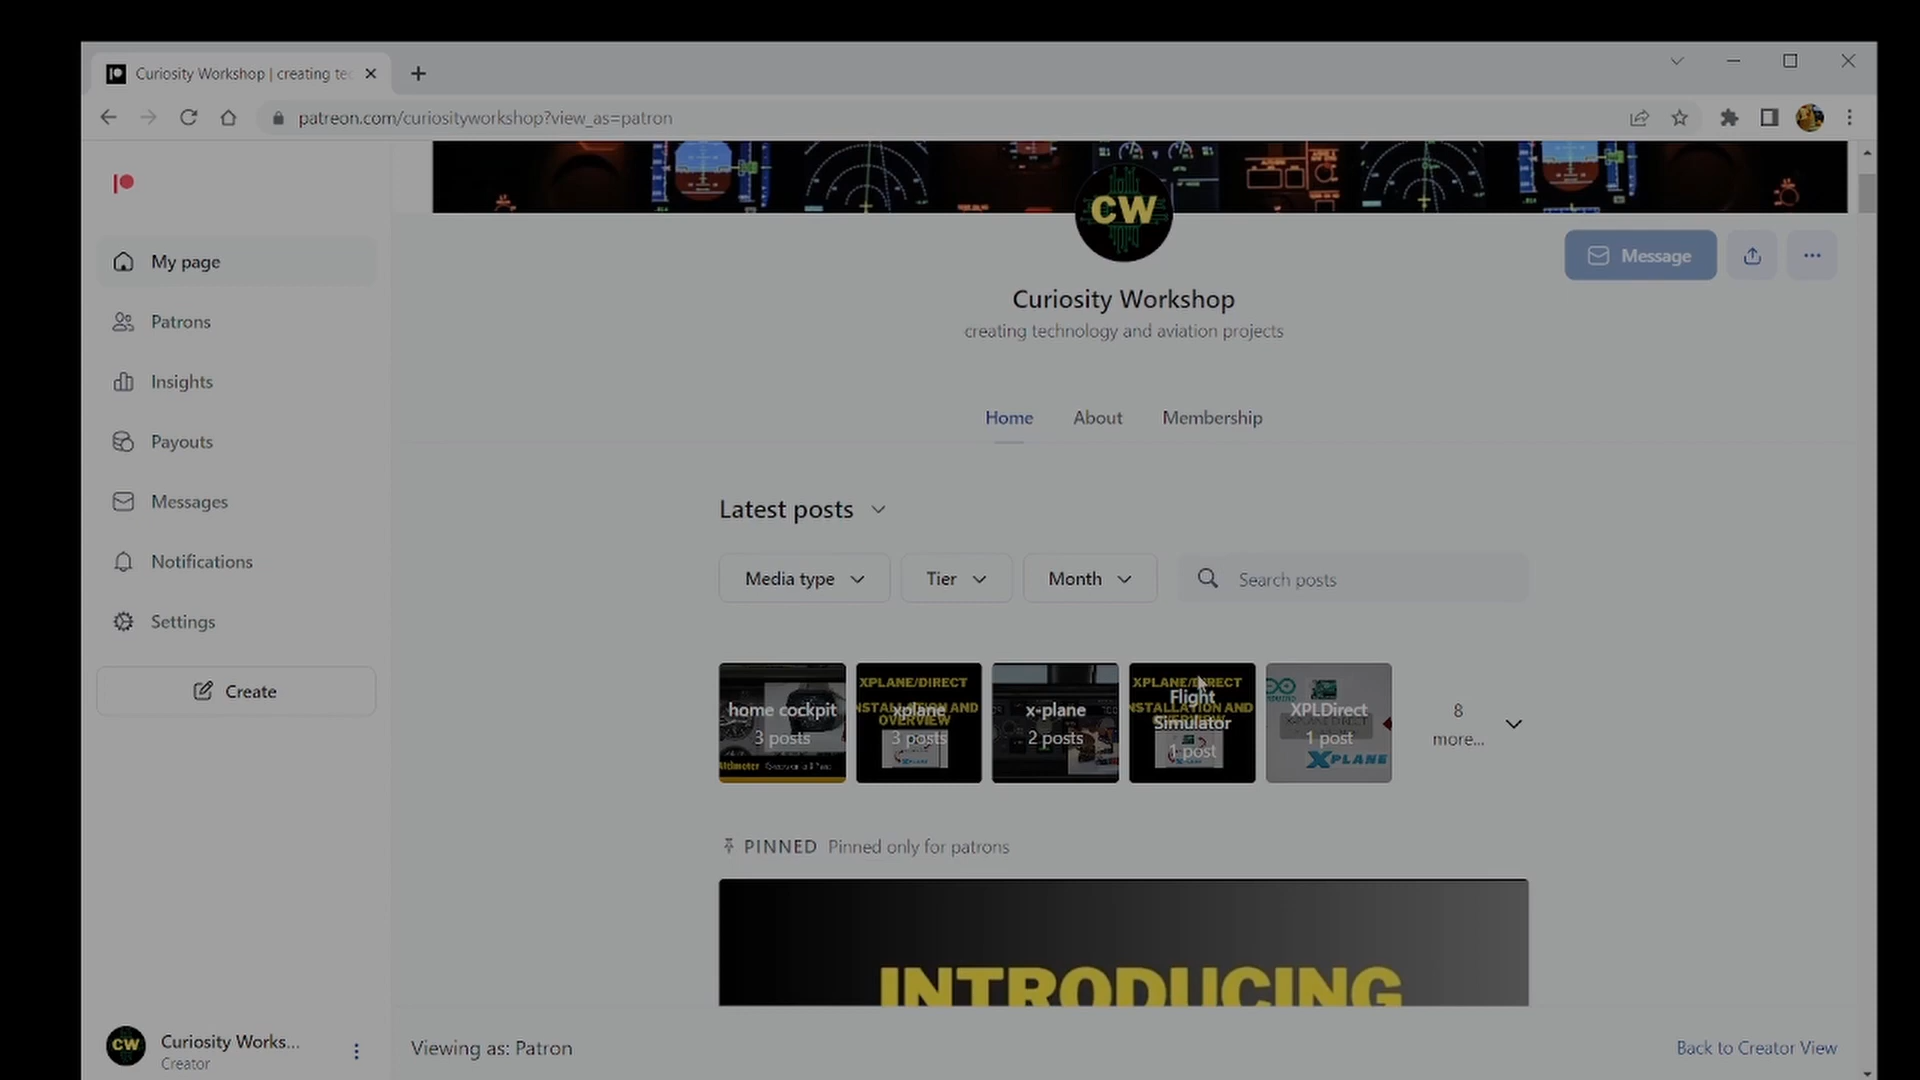 Curiosity Workshop | creating tec
patreon.com/curiosityworkshop?view_as=patron
CW
Message
Curiosity Workshop
creating technology and aviation projects
Home
About
Membership
My page
Patrons
Insights
Payouts
Messages
Notifications
Settings
Create
Latest posts
Media type
Tier
Month
Search posts
home cockpit
3 posts
Altimeter
XPLANE/DIRECT
INSTALLATION AND
OVERVIEW
xplane
3 posts
x-plane
2 posts
XPLANE/DIRECT
INSTALLATION AND
OVERVIEW
Flight
Simulator
1 post
XPLDirect
1 post
XPLANE
8
more...
PINNED Pinned only for patrons
INTRODUCING
CW
Curiosity Works...
Creator
Viewing as: Patron
Back to Creator View